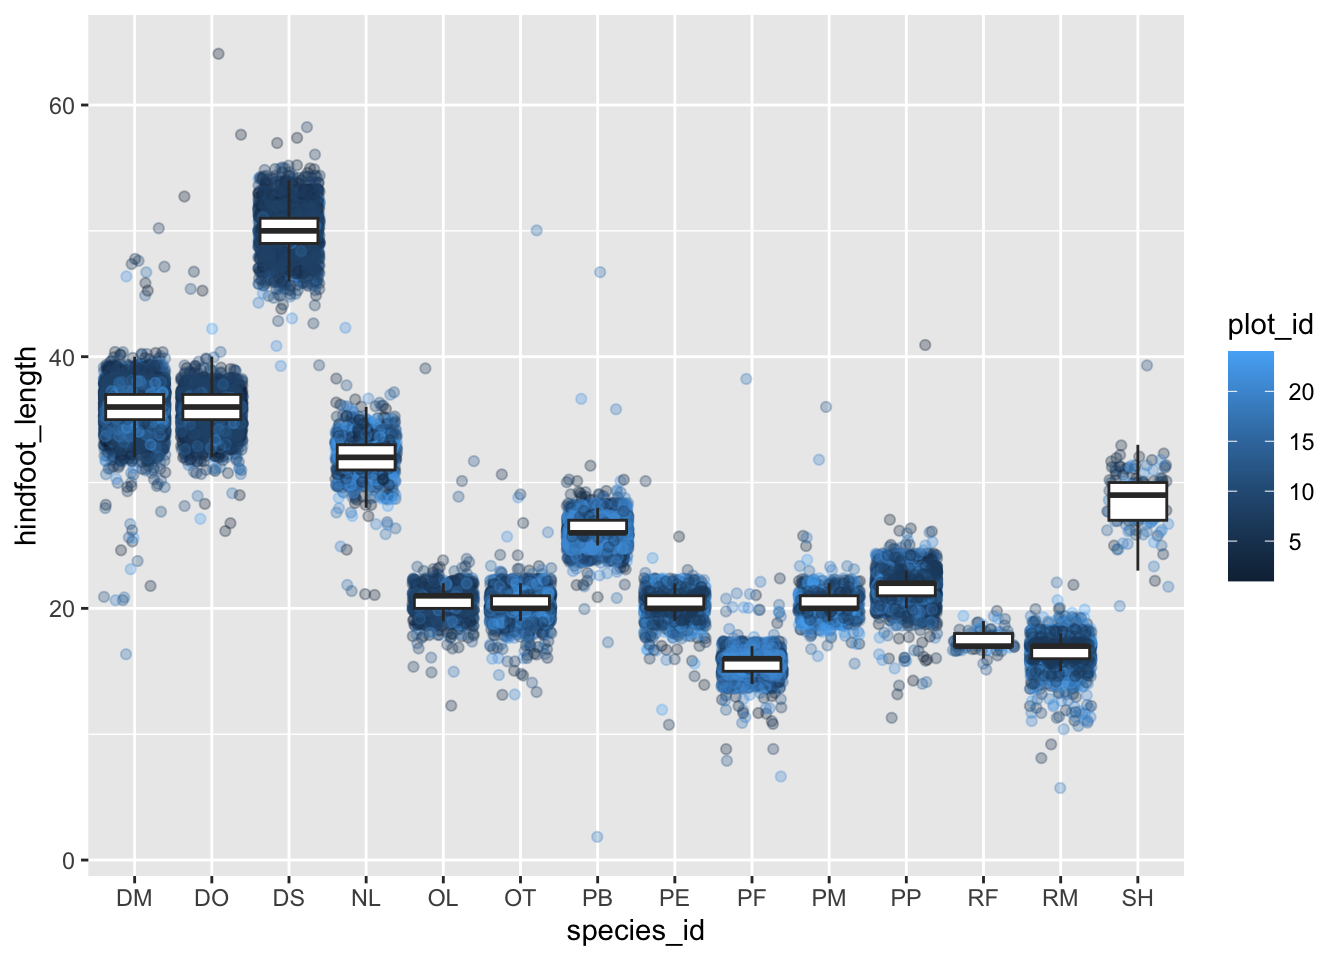 60
40
20
0
hindfoot_length
DM DO DS NL OL OT PB PE PF PM PP RF RM SH
species_id
plot_id
20
15
10
5